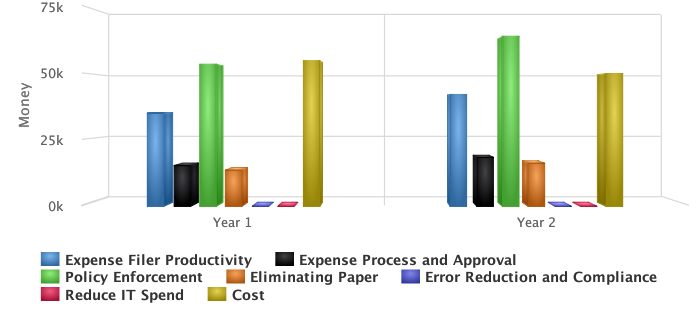 75k
50k
25k
0k
Money
Year 1
Year 2
Expense Filer Productivity
Expense Process and Approval
Policy Enforcement
Eliminating Paper
Error Reduction and Compliance
Reduce IT Spend
Cost